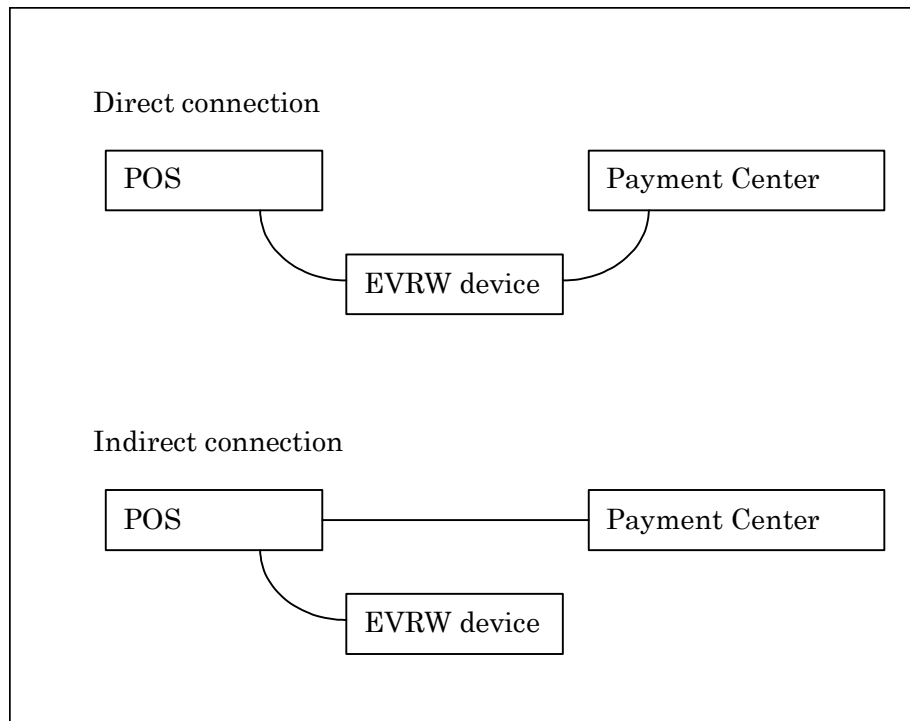 Direct connection
POS
Payment Center
EVRW device
Indirect connection
POS
Payment Center
EVRW device